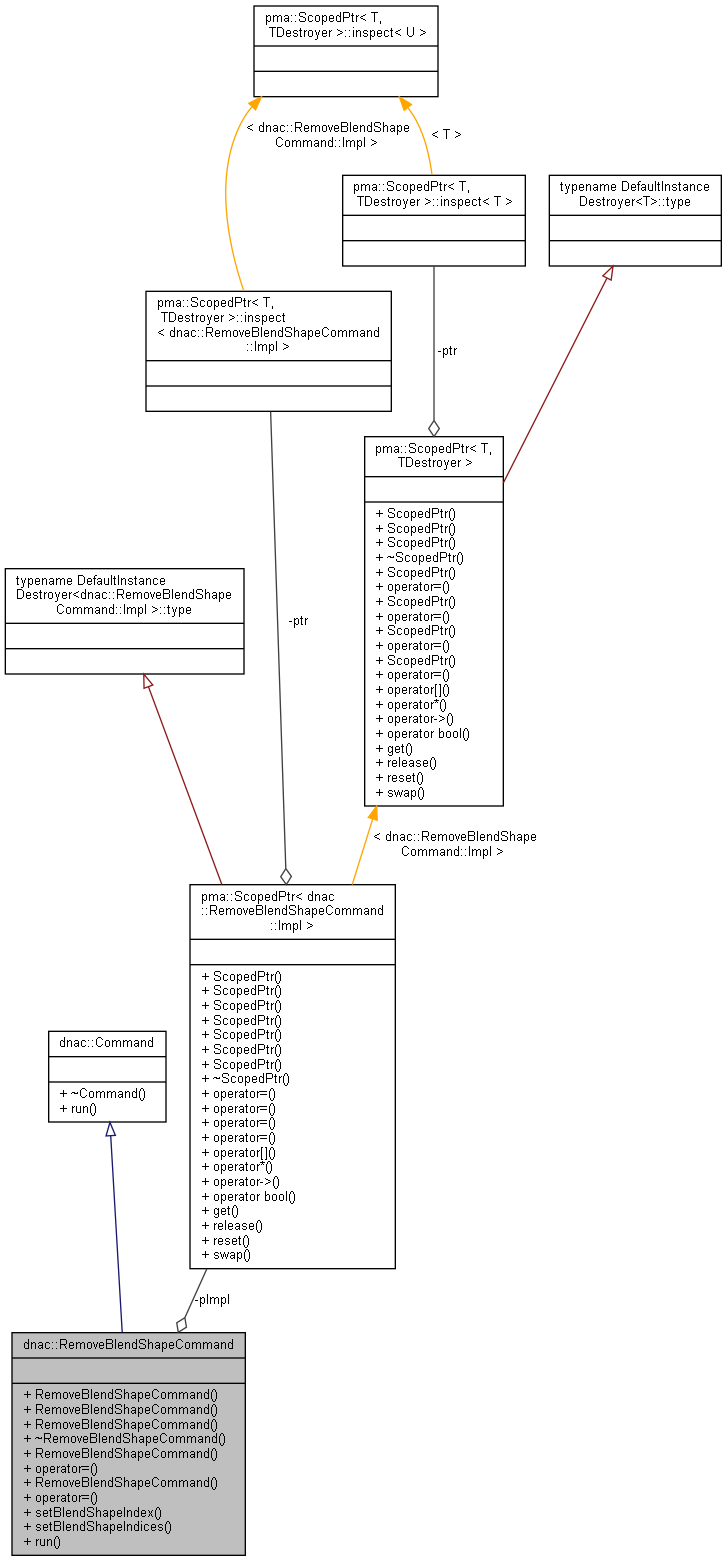 pma::ScopedPtr< T,
TDestroyer >::inspect< U >
< dnac::RemoveBlendShape
Command::Impl >
< T >
pma::ScopedPtr< T,
TDestroyer >::inspect< T >
typename DefaultInstance
Destroyer<T>::type
pma::ScopedPtr< T,
TDestroyer >::inspect
< dnac::RemoveBlendShapeCommand
::Impl >
-ptr
pma::ScopedPtr< T,
TDestroyer >
+ ScopedPtr()
+ ScopedPtr()
+ ScopedPtr()
+ ~ScopedPtr()
+ ScopedPtr()
+ operator=()
+ ScopedPtr()
+ operator=()
+ ScopedPtr()
+ operator=()
+ ScopedPtr()
+ operator=()
+ operator[]()
+ operator*()
+ operator->()
+ operator bool()
+ get()
+ release()
+ reset()
+ swap()
typename DefaultInstance
Destroyer<dnac::RemoveBlendShape
Command::Impl >::type
-ptr
< dnac::RemoveBlendShape
Command::Impl >
pma::ScopedPtr< dnac
::RemoveBlendShapeCommand
::Impl >
+ ScopedPtr()
+ ScopedPtr()
+ ScopedPtr()
+ ScopedPtr()
+ ScopedPtr()
+ ScopedPtr()
+ ScopedPtr()
+ ~ScopedPtr()
+ operator=()
+ operator=()
+ operator=()
+ operator=()
+ operator[]()
+ operator*()
+ operator->()
+ operator bool()
+ get()
+ release()
+ reset()
+ swap()
dnac::Command
+ ~Command()
+ run()
-pImpl
dnac::RemoveBlendShapeCommand
+ RemoveBlendShapeCommand()
+ RemoveBlendShapeCommand()
+ RemoveBlendShapeCommand()
+ ~RemoveBlendShapeCommand()
+ RemoveBlendShapeCommand()
+ operator=()
+ RemoveBlendShapeCommand()
+ operator=()
+ setBlendShapeIndex()
+ setBlendShapeIndices()
+ run()